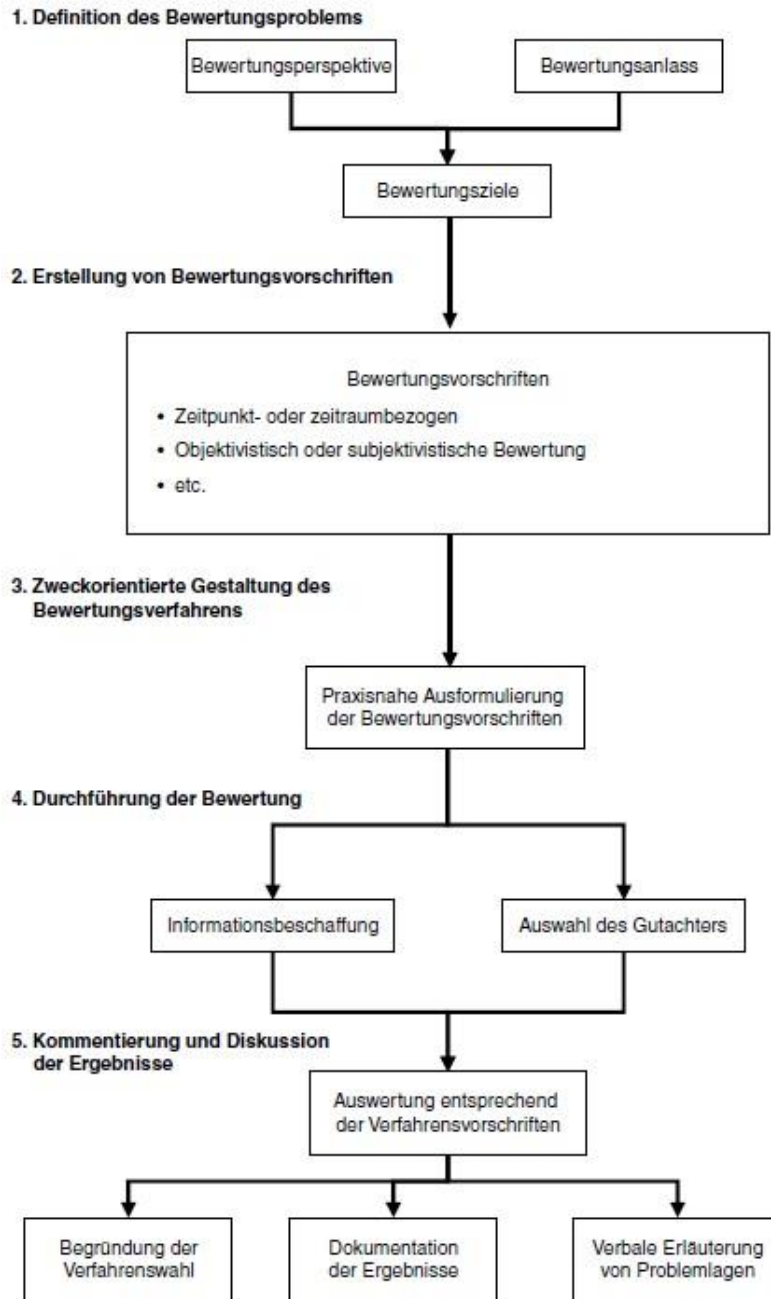 1. Definition des Bewertungsproblems
Bewertungsperspektive
Bewertungsanlass
Bewertungsziele
2. Erstellung von Bewertungsvorschriften
Bewertungsvorschriften
• Zeitpunkt- oder zeitraumbezogen
• Objektivistisch oder subjektivistische Bewertung
• etc.
3. Zweckorientierte Gestaltung des
Bewertungsverfahrens
Praxisnahe Ausformulierung
der Bewertungsvorschriften
4. Durchführung der Bewertung
Informationsbeschaffung
Auswahl des Gutachters
5. Kommentierung und Diskussion
der Ergebnisse
Auswertung entsprechend
der Verfahrensvorschriften
Begründung der
Verfahrenswahl
Dokumentation
der Ergebnisse
Verbale Erläuterung
von Problemlagen